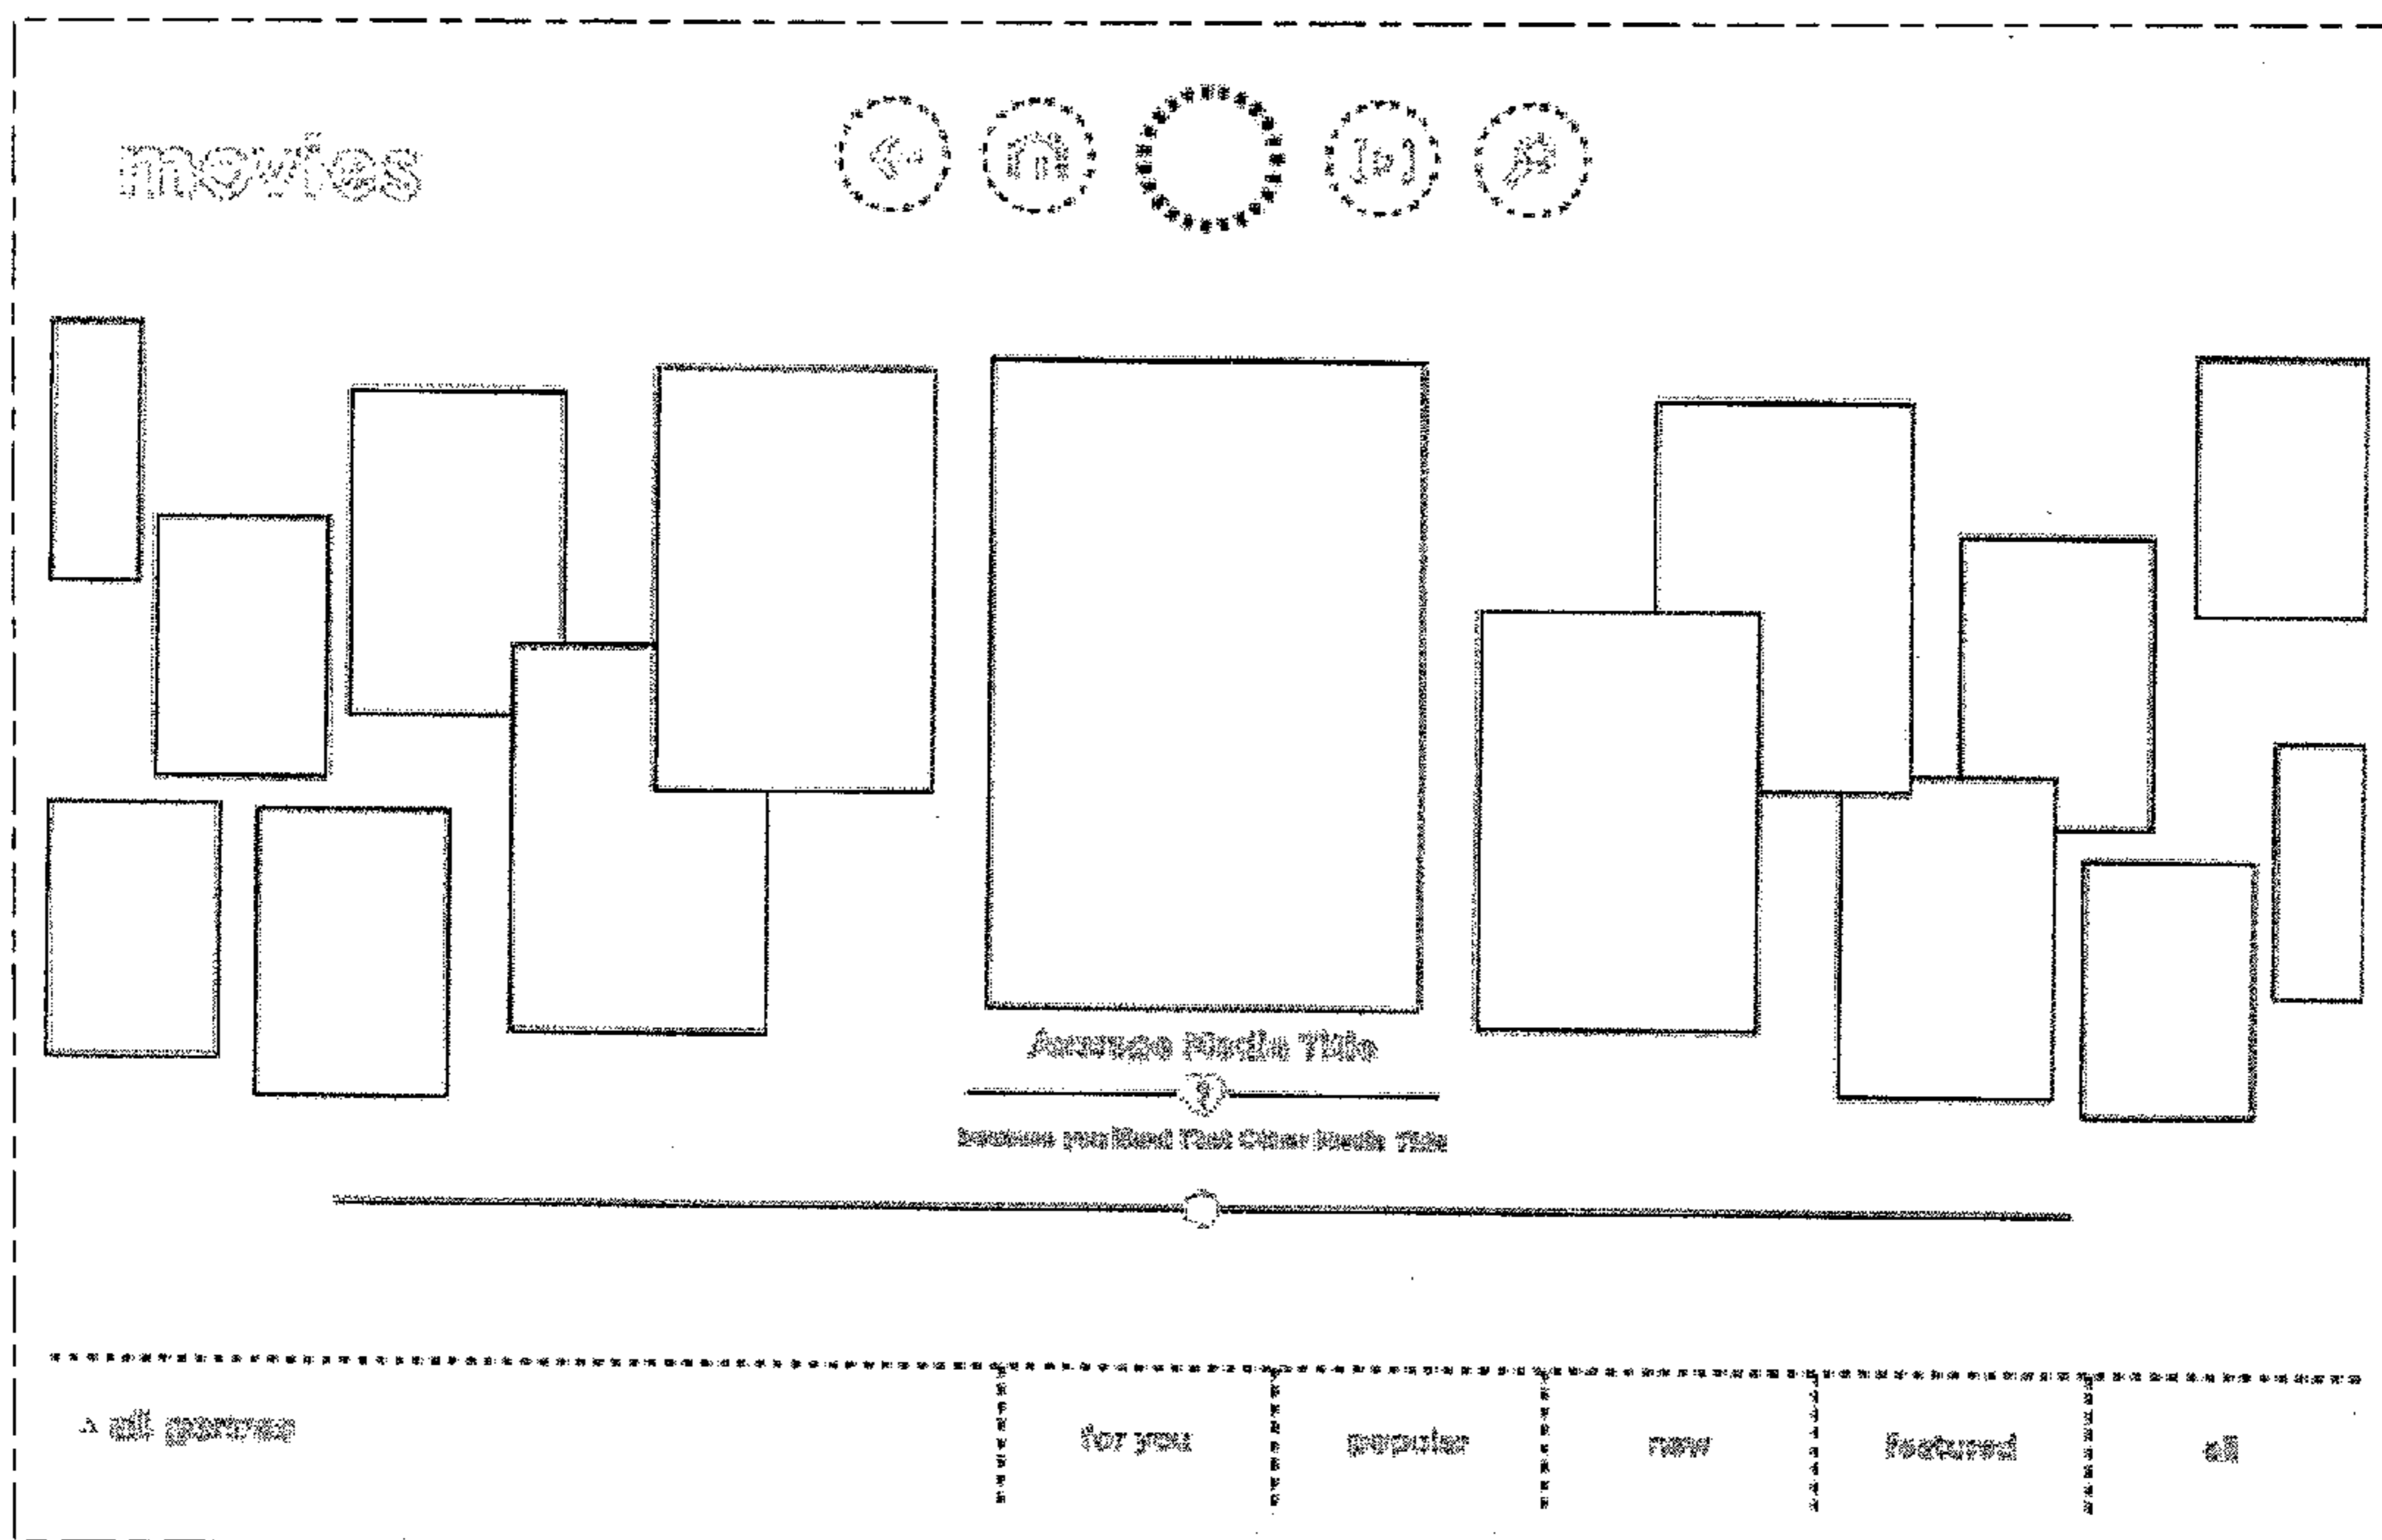 movies
Average Media Title
because you liked That Other Media Title
all genres
for you
popular
new
featured
all